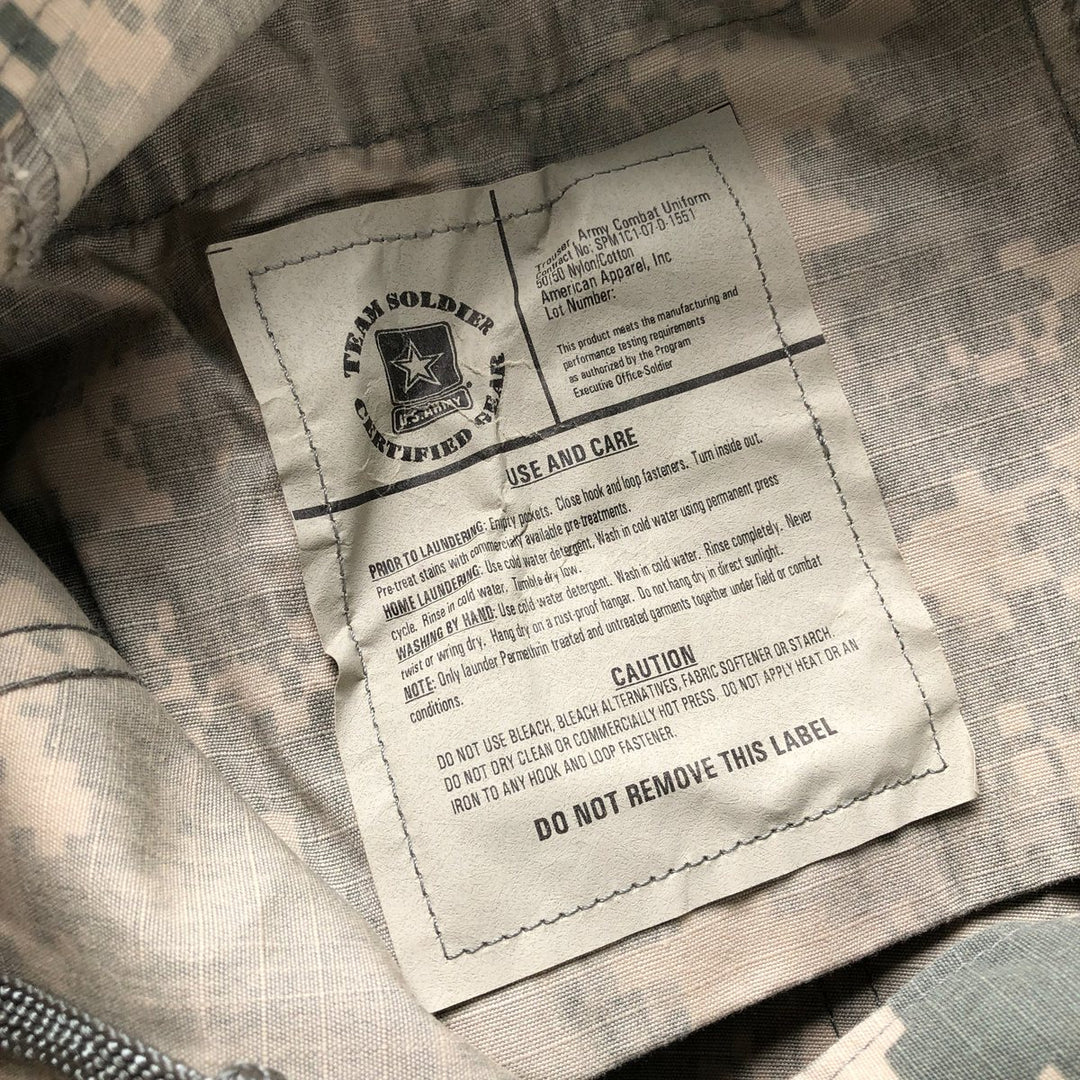 TEAM SOLDIER
U.S. ARMY
CERTIFIED GEAR
Trouser, Army Combat Uniform
Contract No: SPM1C1-07-D-1551
50/50 Nylon/Cotton
American Apparel, Inc
Lot Number:
This product meets the manufacturing and
performance testing requirements
as authorized by the Program
Executive Office-Soldier
USE AND CARE
PRIOR TO LAUNDERING: Empty pockets. Close hook and loop fasteners. Turn inside out.
Pre-treat stains with commercially available pre-treatments.
HOME LAUNDERING: Use cold water detergent. Wash in cold water using permanent press
cycle. Rinse in cold water. Tumble dry low.
WASHING BY HAND: Use cold water detergent. Wash in cold water. Rinse completely. Never
twist or wring dry. Hang dry on a rust proof hangar. Do not hang dry in direct sunlight.
NOTE: Only launder Permethrin treated and untreated garments together under field or combat
conditions.
CAUTION
DO NOT USE BLEACH, BLEACH ALTERNATIVES, FABRIC SOFTENER OR STARCH.
DO NOT DRY CLEAN OR COMMERCIALLY HOT PRESS. DO NOT APPLY HEAT OR AN
IRON TO ANY HOOK AND LOOP FASTENER.
DO NOT REMOVE THIS LABEL